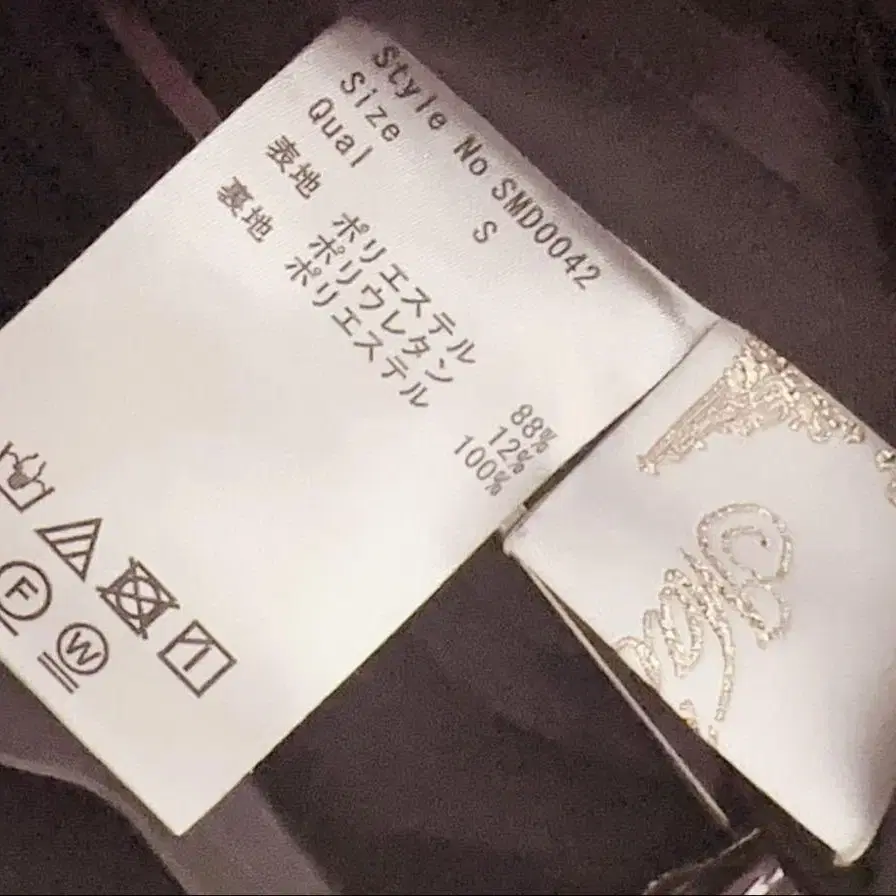 Style No SMD0042
Size S
Qual
表地 ポリエステル 88%
ポリウレタン 12%
裏地 ポリエステル 100%
F
W